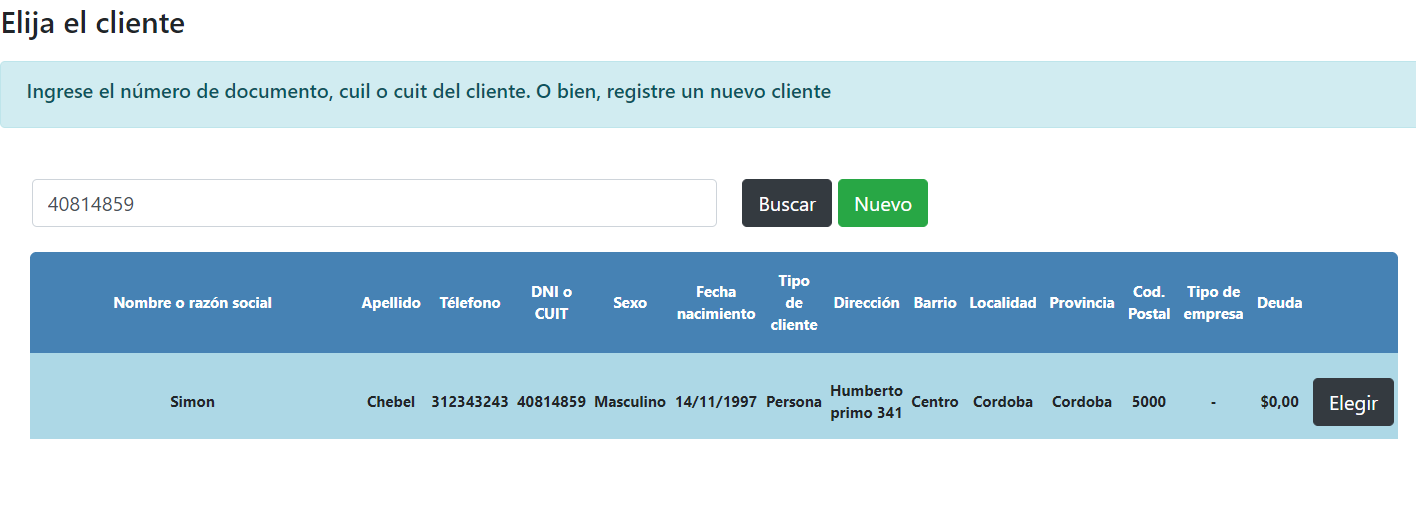 Elija el cliente
Ingrese el número de documento, cuil o cuit del cliente. O bien, registre un nuevo cliente
40814859 Buscar Nuevo
Nombre o razón social Apellido Télefono DNI o CUIT Sexo Fecha nacimiento Tipo de cliente Dirección Barrio Localidad Provincia Cod. Postal Tipo de empresa Deuda
Simon Chebel 312343243 40814859 Masculino 14/11/1997 Persona Humberto primo 341 Centro Cordoba Cordoba 5000 - $0,00 Elegir